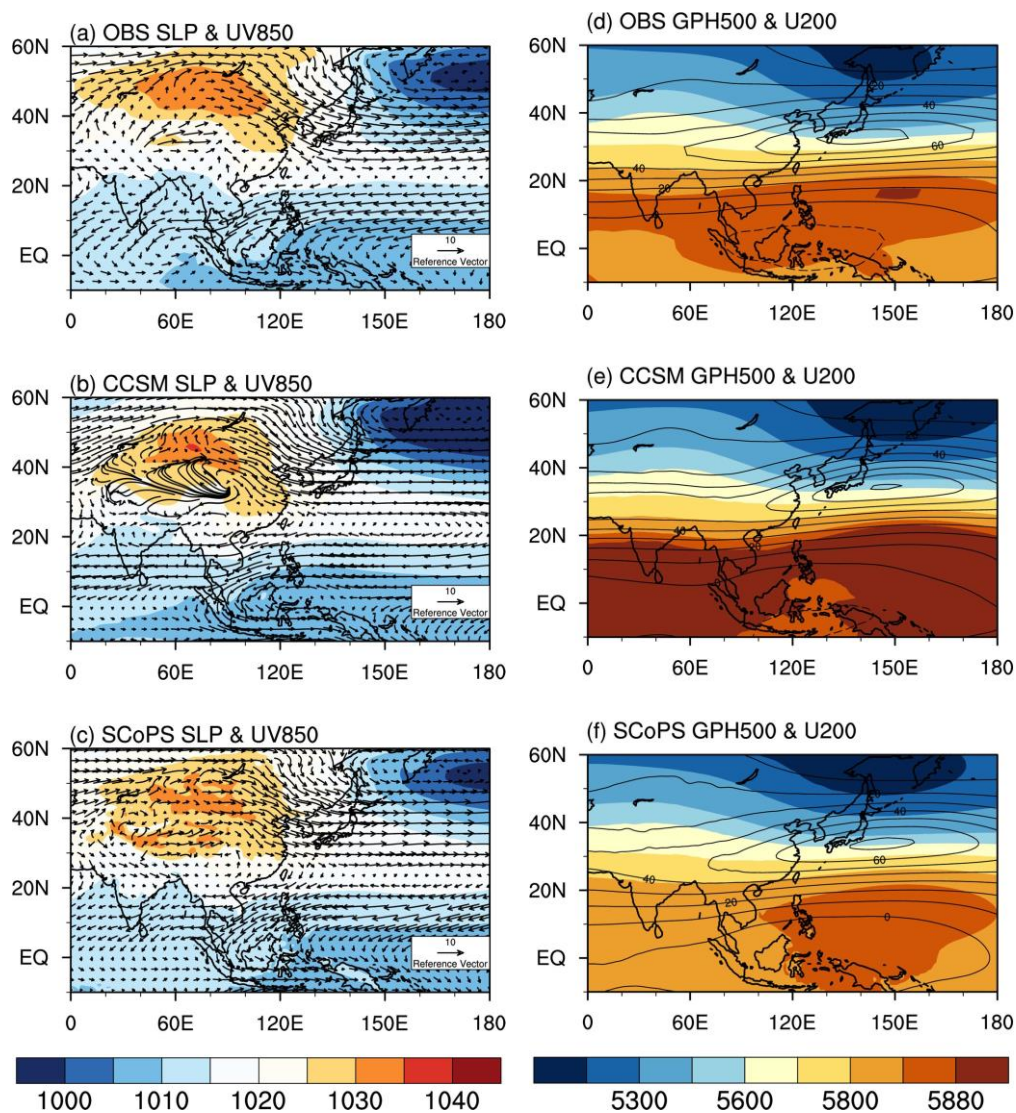 (a) OBS SLP & UV850
60N
40N
20N
EQ
10
Reference Vector
0 60E 120E 150E 180
(d) OBS GPH500 & U200
60N
40N
20N
EQ
20
40
60
40
20
0 60E 120E 150E 180
(b) CCSM SLP & UV850
60N
40N
20N
EQ
10
Reference Vector
0 60E 120E 150E 180
(e) CCSM GPH500 & U200
60N
40N
20N
EQ
40
40
0 60E 120E 150E 180
(c) SCoPS SLP & UV850
60N
40N
20N
EQ
10
Reference Vector
0 60E 120E 150E 180
(f) SCoPS GPH500 & U200
60N
40N
20N
EQ
40
60
40
20
0
0 60E 120E 150E 180
1000 1010 1020 1030 1040
5300 5600 5800 5880